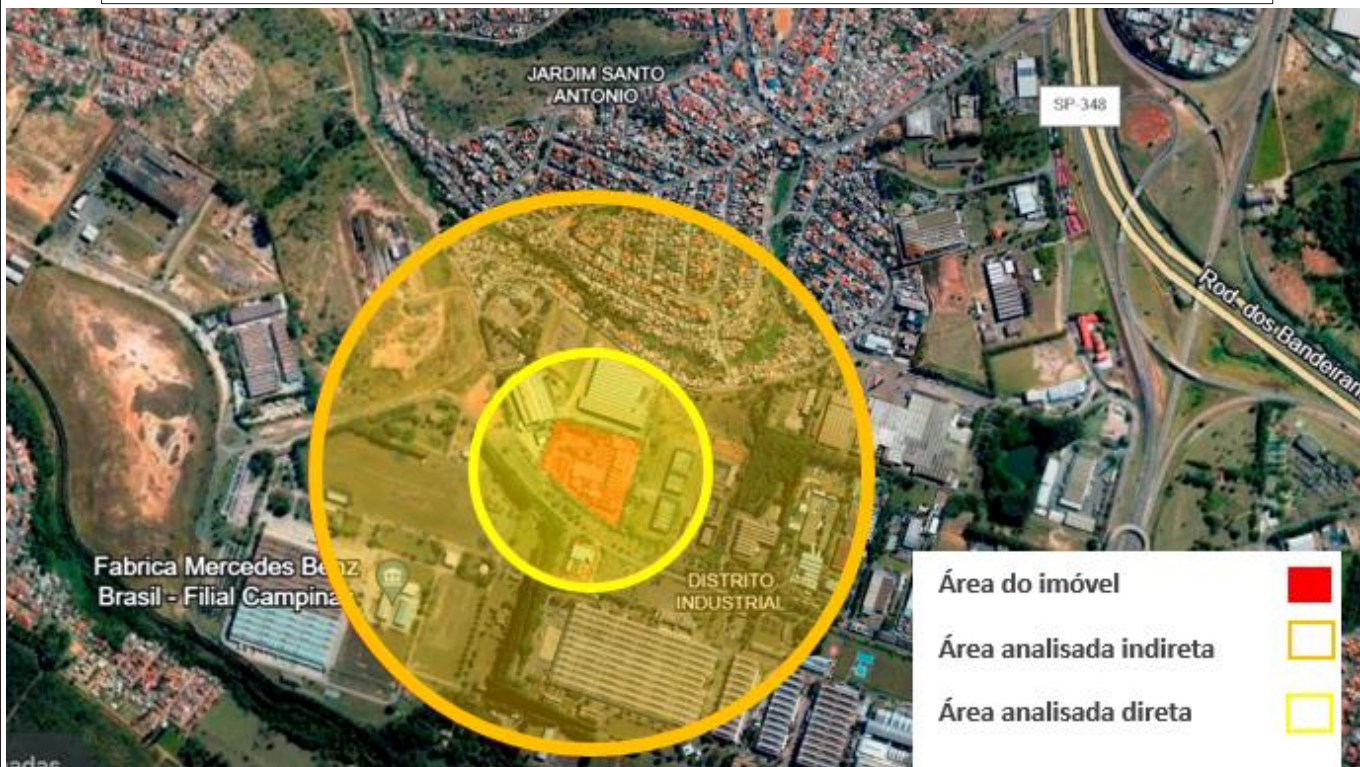 JARDIM SANTO
ANTONIO
SP-348
Rod. dos Bandeiran
Fabrica Mercedes Benz
Brasil - Filial Campina
DISTRITO
INDUSTRIAL
Área do imóvel
Área analisada indireta
Área analisada direta
adas